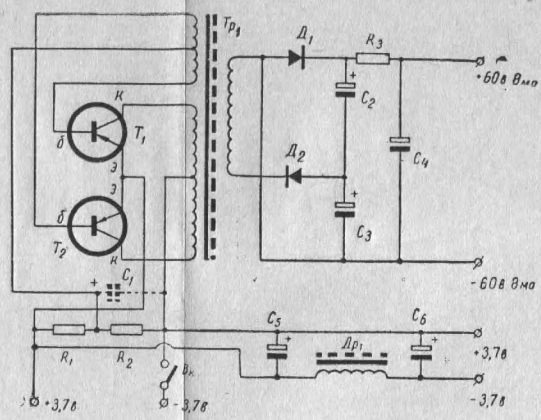 Тр₁
Д₁
R₃
+60в 8ма
к
б
T₁
э
C₂
C₄
Д₂
э
б
T₂
к
C₃
+
C₁
-60в 8ма
R₁
R₂
C₅
+
Др₁
C₆
+
+3,7в
Вк
-3,7в
+3,7в
-3,7в